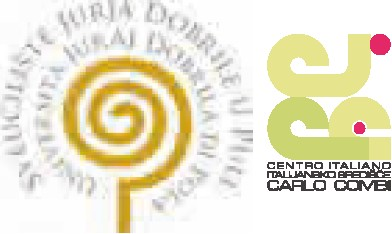 SVEUČILIŠTE JURJA DOBRILE U PULI
UNIVERSITÀ JURAJ DOBRILA DI POLA
CENTRO ITALIANO
ITALIJANSKO SREDIŠČE
CARLO COMBI